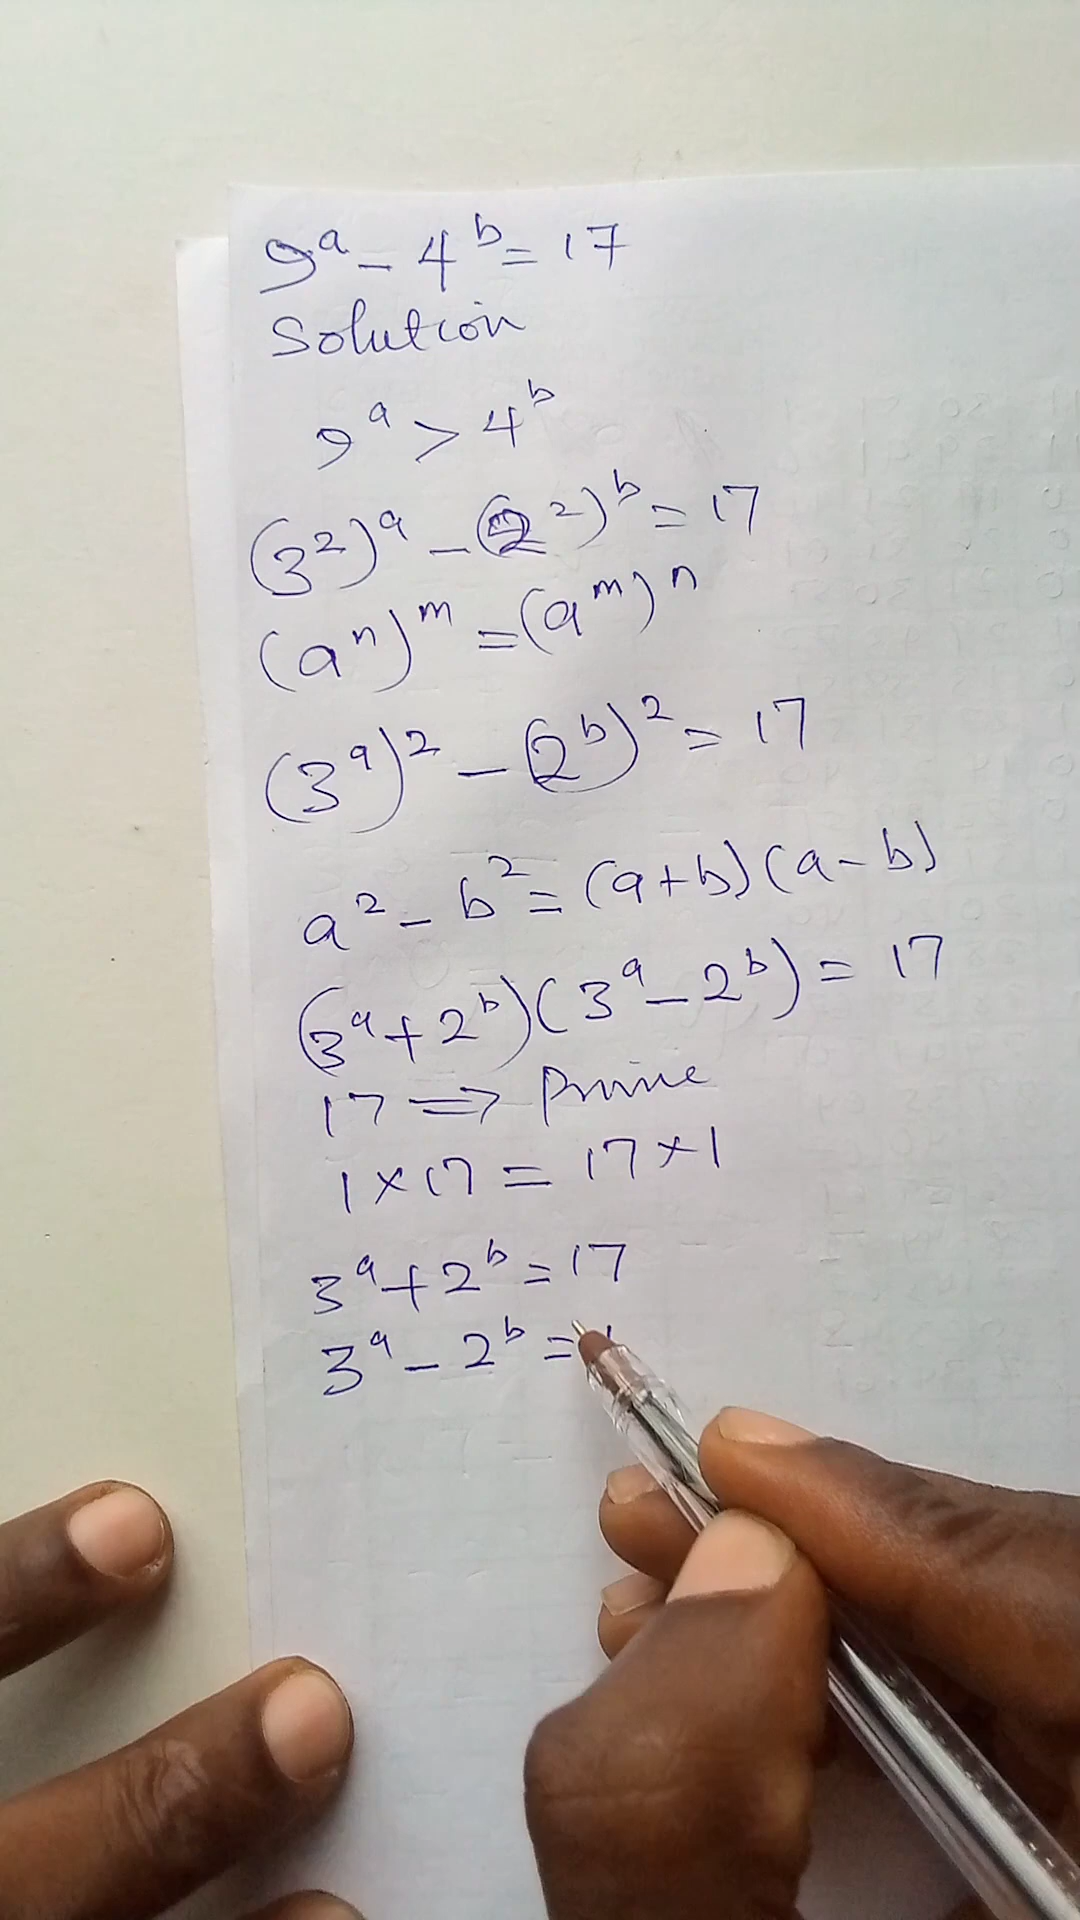 9^a - 4^b = 17
Solution
9^a > 4^b
(3^2)^a - (2^2)^b = 17
(a^n)^m = (a^m)^n
(3^a)^2 - (2^b)^2 = 17
a^2 - b^2 = (a+b)(a-b)
(3^a + 2^b)(3^a - 2^b) = 17
17 ⇒ Prime
1 × 17 = 17 × 1
3^a + 2^b = 17
3^a - 2^b =